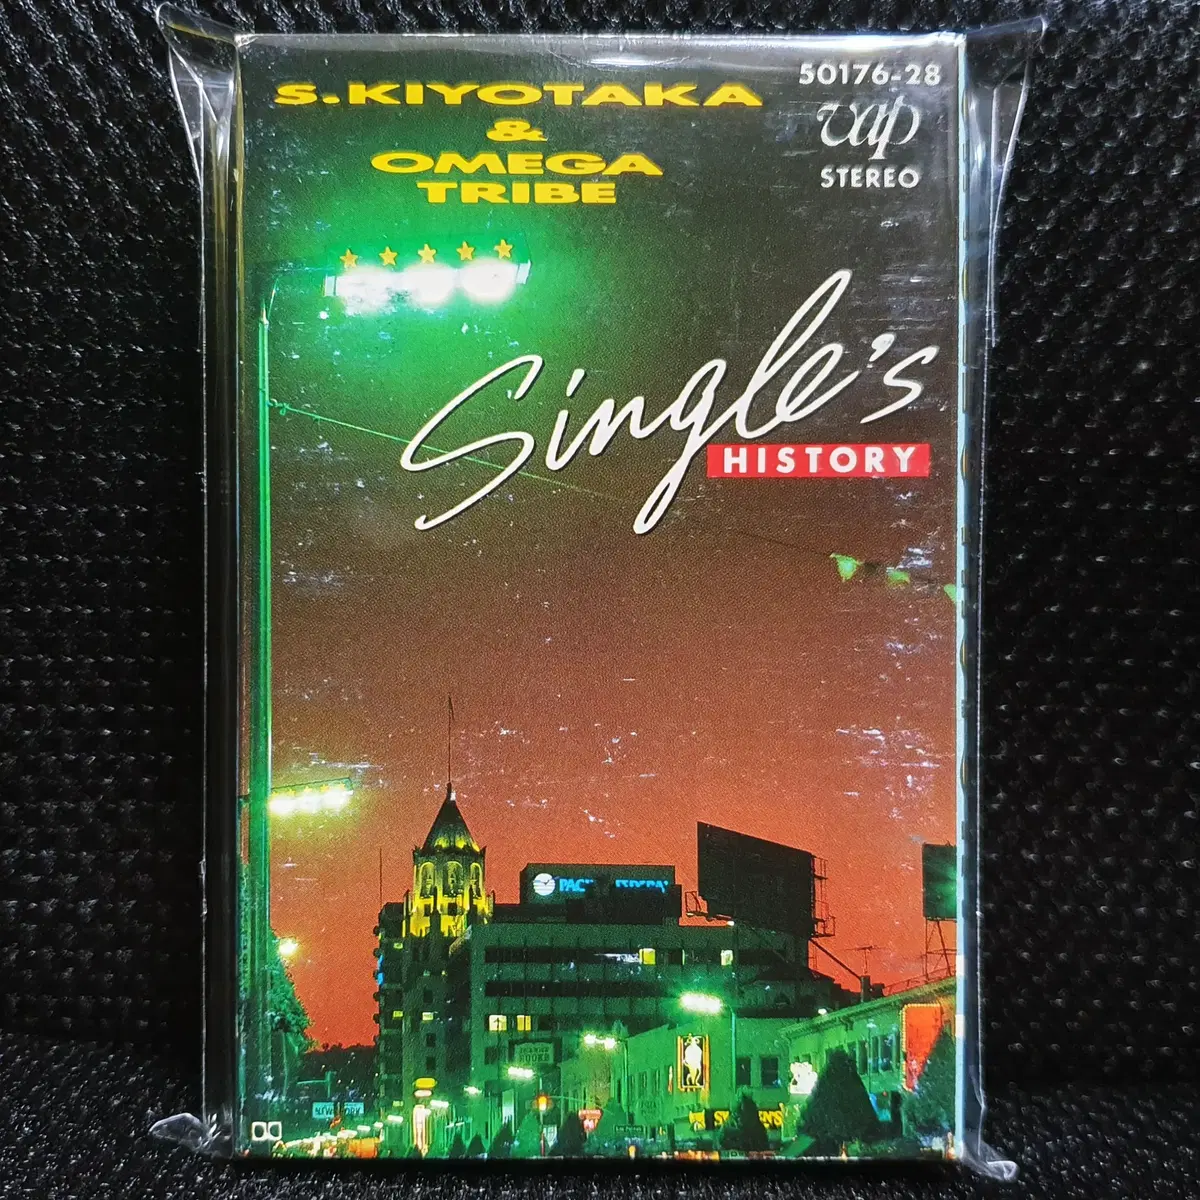 S.KIYOTAKA
&
OMEGA
TRIBE
50176-28
vap
STEREO
Single's
HISTORY